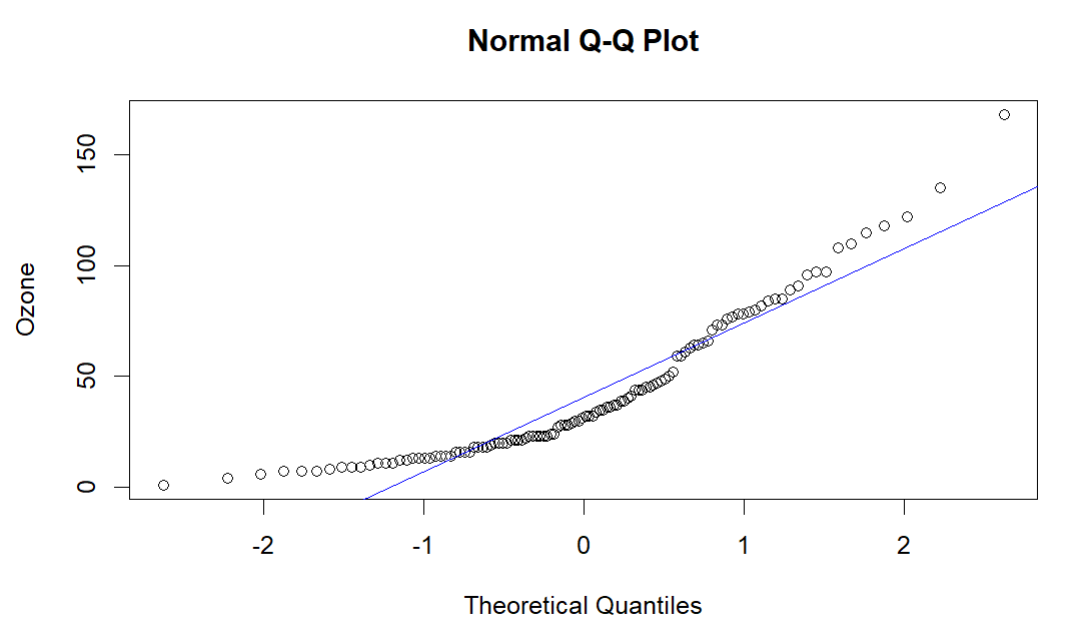 Normal Q-Q Plot
150
100
50
0
Ozone
-2 -1 0 1 2
Theoretical Quantiles